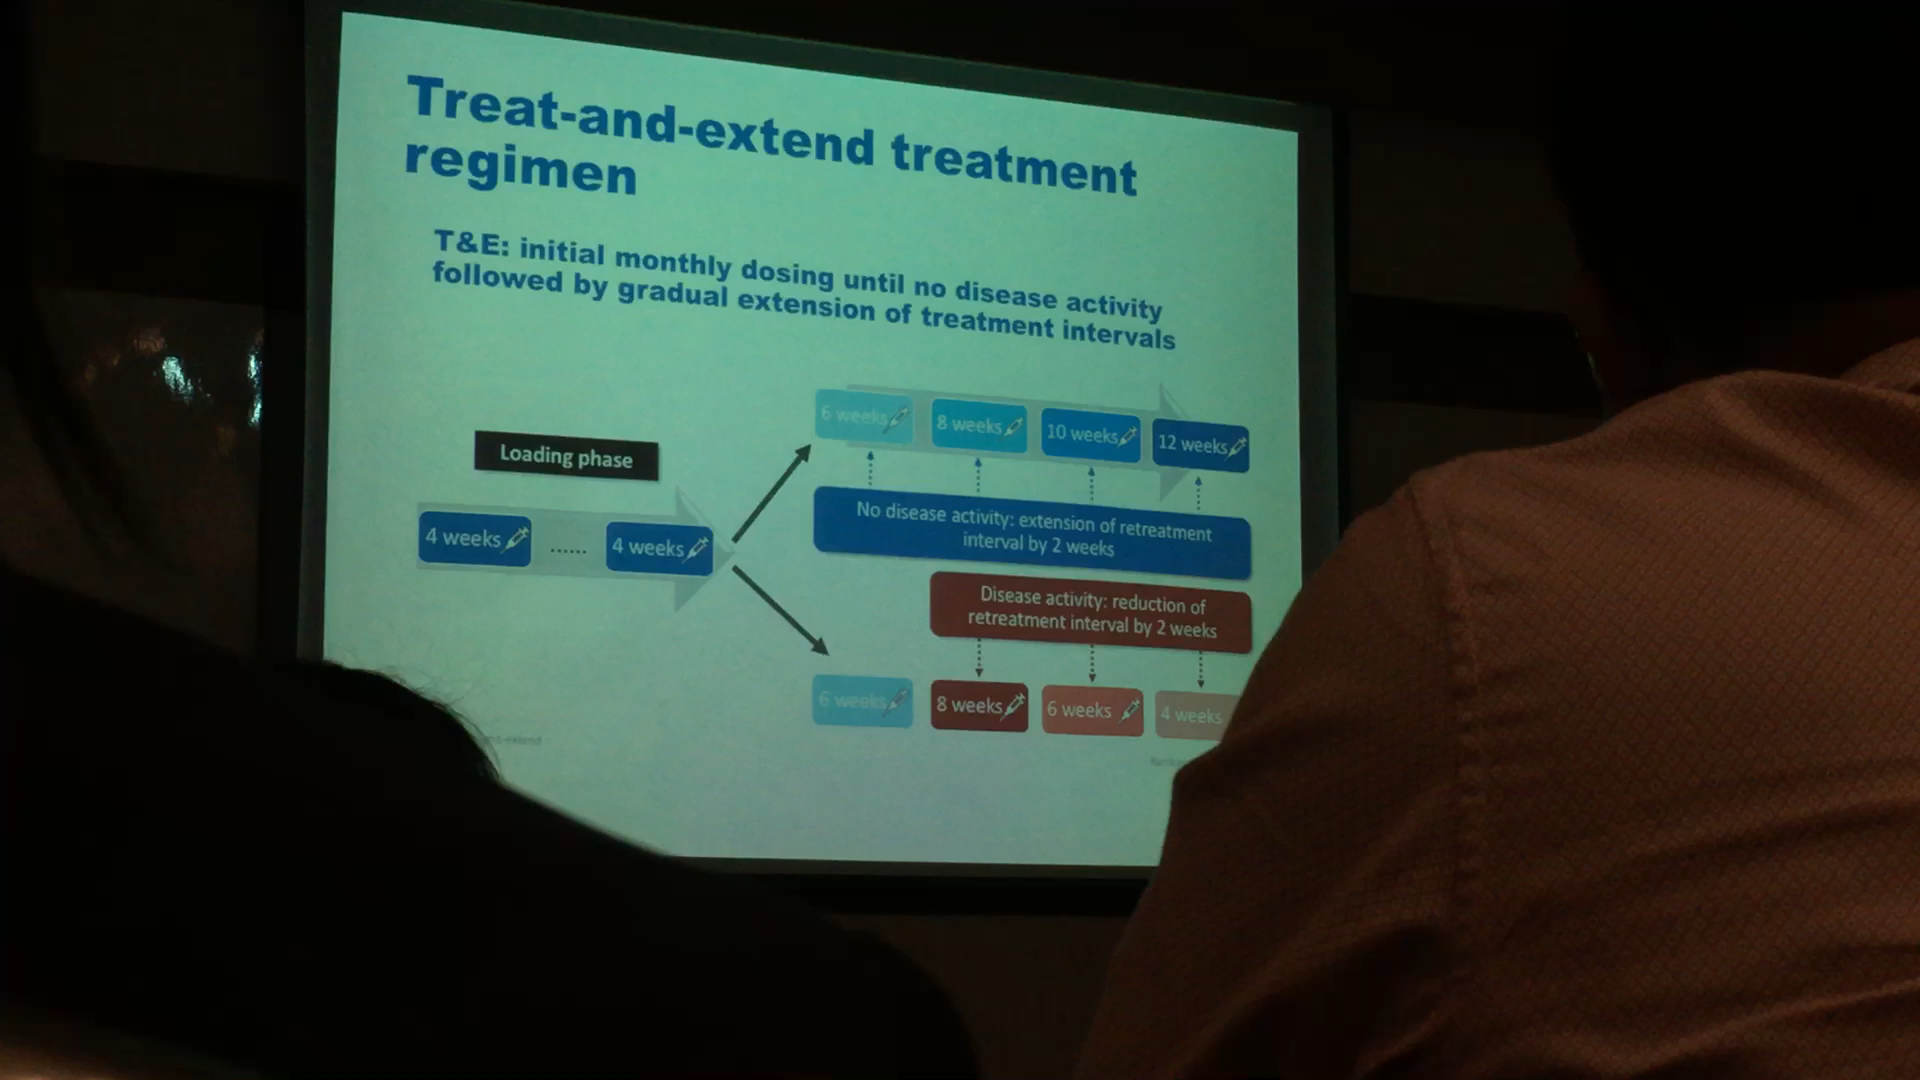 Treat-and-extend treatment
regimen
T&E: initial monthly dosing until no disease activity
followed by gradual extension of treatment intervals
Loading phase
4 weeks ...... 4 weeks
6 weeks 8 weeks 10 weeks 12 weeks
No disease activity: extension of retreatment
interval by 2 weeks
Disease activity: reduction of
retreatment interval by 2 weeks
6 weeks 8 weeks 6 weeks 4 weeks